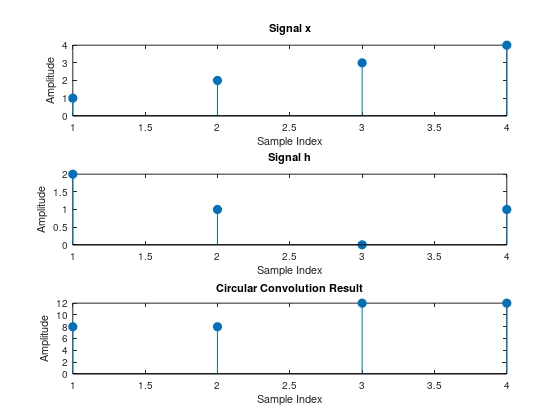 Signal x
4
3
2
1
0
Amplitude
1 1.5 2 2.5 3 3.5 4
Sample Index
Signal h
2
1.5
1
0.5
0
Amplitude
1 1.5 2 2.5 3 3.5 4
Sample Index
Circular Convolution Result
12
10
8
6
4
2
0
Amplitude
1 1.5 2 2.5 3 3.5 4
Sample Index